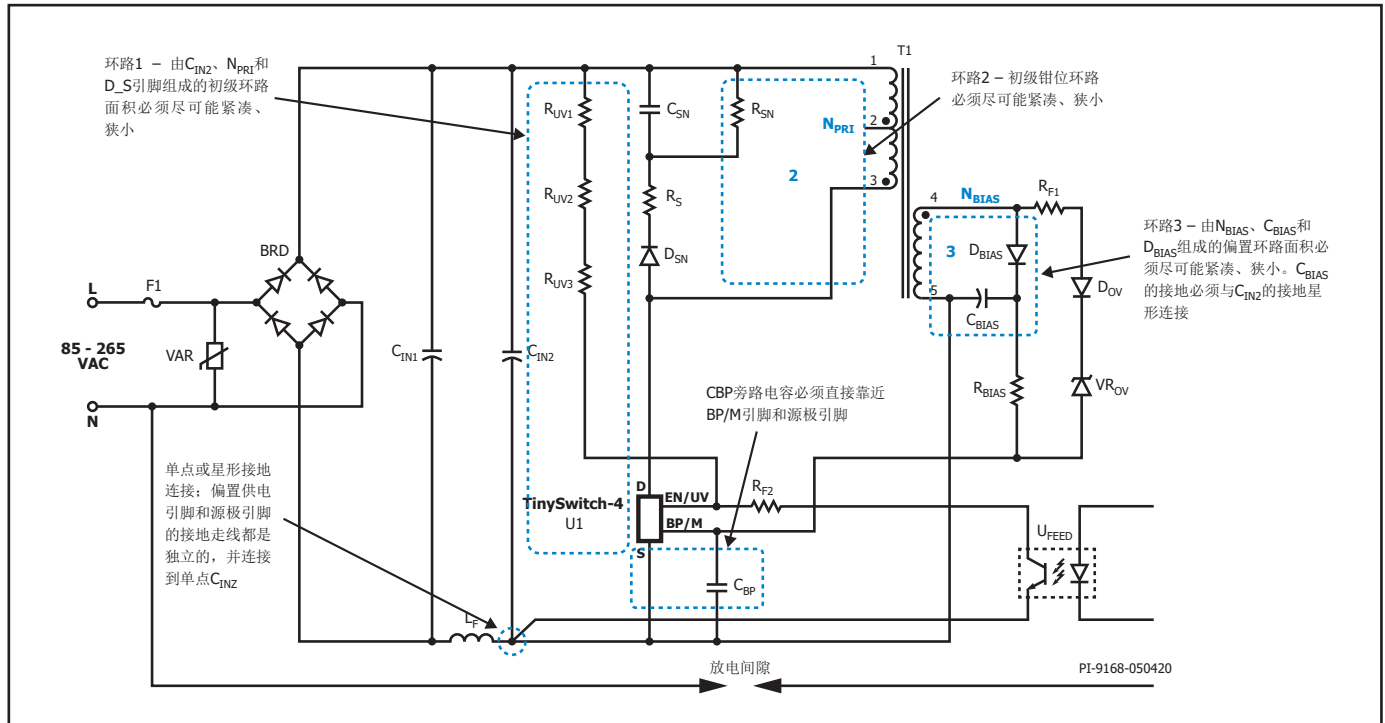 环路1 – 由CIN2、NPRI和
D_S引脚组成的初级环路
面积必须尽可能紧凑、
狭小
T1
环路2 – 初级钳位环路
必须尽可能紧凑、狭小
1
2
3
NPRI
RUV1
RUV2
RUV3
CSN
RSN
RS
DSN
2
4
NBIAS
RF1
3
DBIAS
5
CBIAS
DOV
环路3 – 由NBIAS、CBIAS和
DBIAS组成的偏置环路面积必
须尽可能紧凑、狭小。CBIAS
的接地必须与CIN2的接地星
形连接
BRD
L
F1
85 - 265
VAC
VAR
N
CIN1
CIN2
RBIAS
VROV
CBP旁路电容必须直接靠近
BP/M引脚和源极引脚
单点或星形接地
连接；偏置供电
引脚和源极引脚
的接地走线都是
独立的，并连接
到单点CINZ
D
TinySwitch-4
U1
S
EN/UV
BP/M
RF2
CBP
UFEED
LF
放电间隙
PI-9168-050420